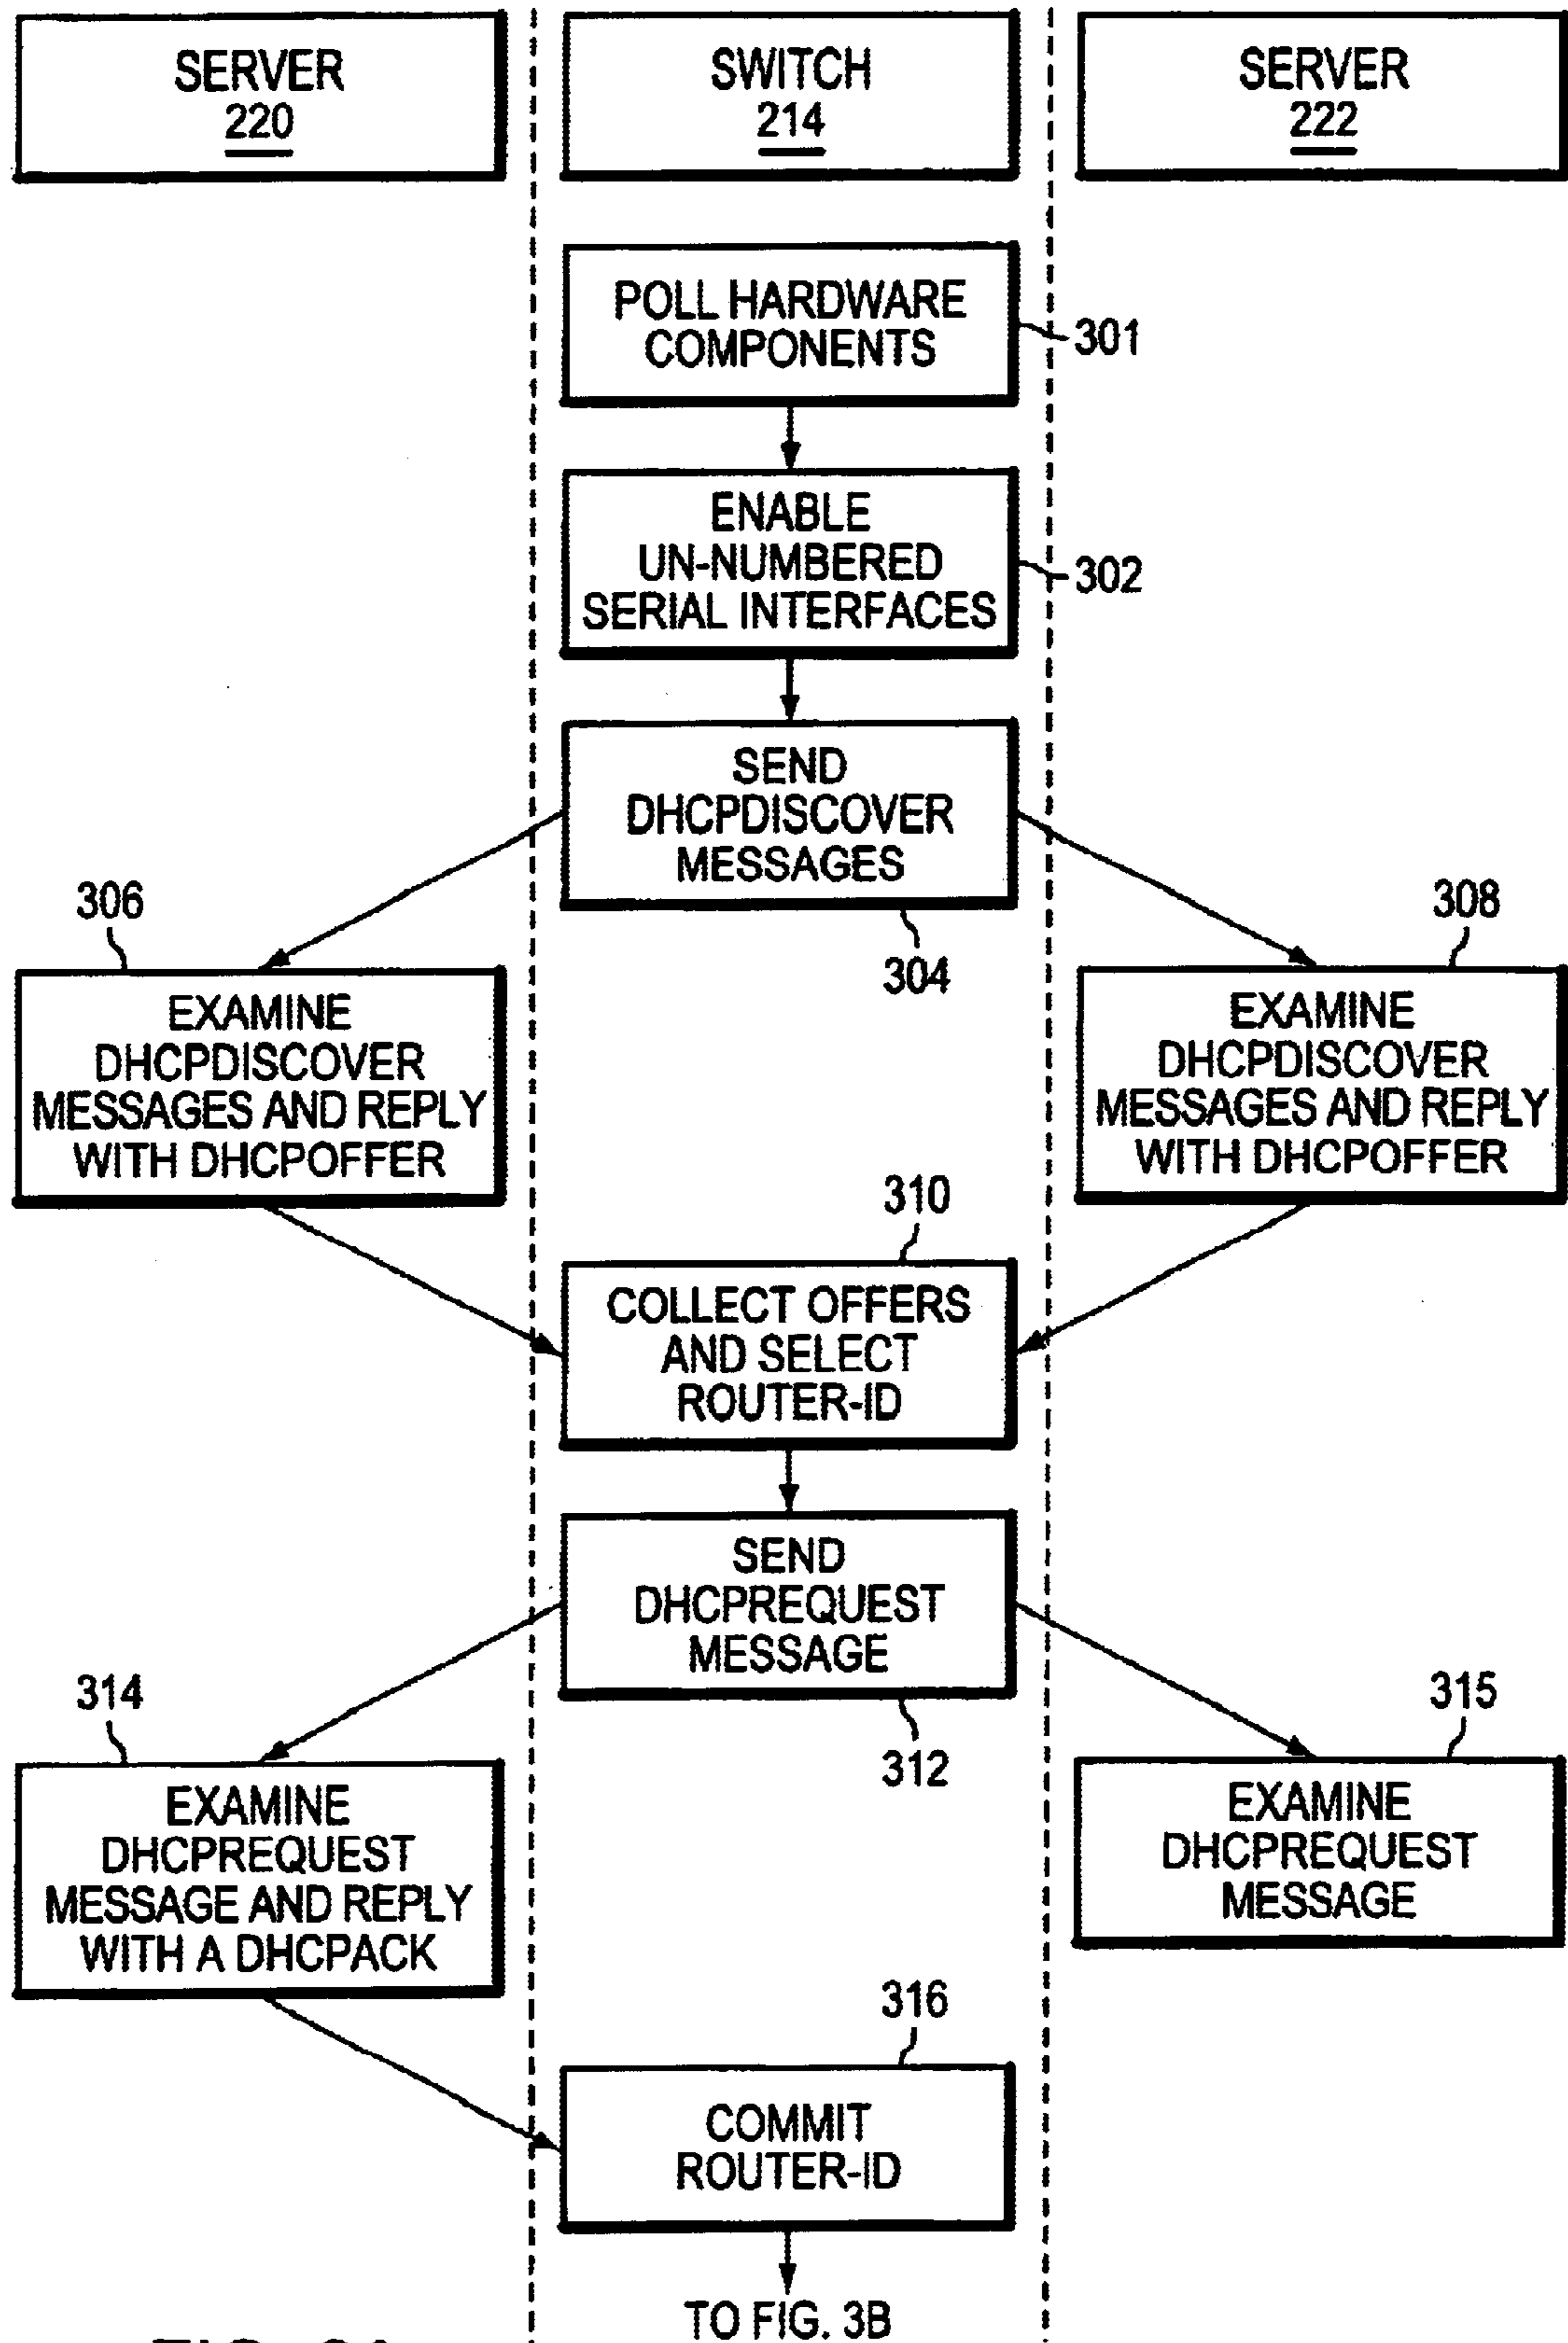 SERVER
220
SWITCH
214
SERVER
222
POLL HARDWARE
COMPONENTS
301
ENABLE
UN-NUMBERED
SERIAL INTERFACES
302
SEND
DHCPDISCOVER
MESSAGES
304
306
EXAMINE
DHCPDISCOVER
MESSAGES AND REPLY
WITH DHCPOFFER
308
EXAMINE
DHCPDISCOVER
MESSAGES AND REPLY
WITH DHCPOFFER
310
COLLECT OFFERS
AND SELECT
ROUTER-ID
SEND
DHCPREQUEST
MESSAGE
312
314
EXAMINE
DHCPREQUEST
MESSAGE AND REPLY
WITH A DHCPACK
315
EXAMINE
DHCPREQUEST
MESSAGE
316
COMMIT
ROUTER-ID
TO FIG. 3B